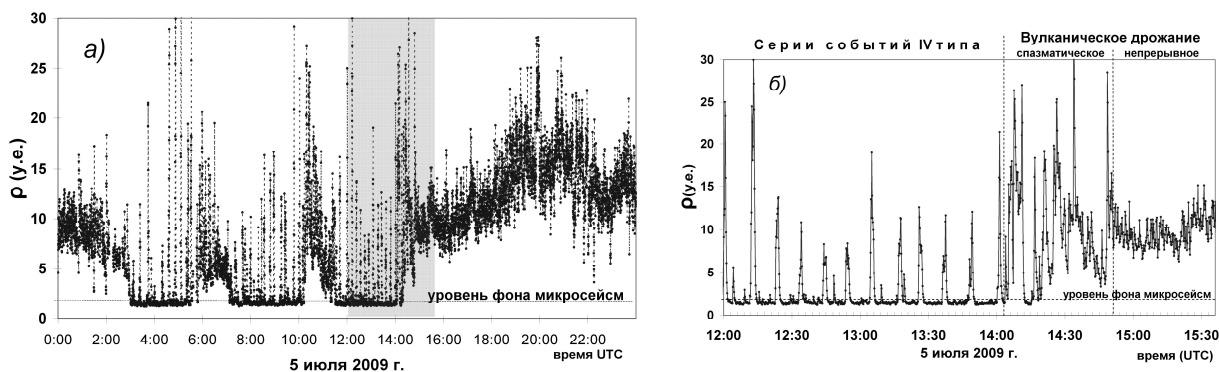 а)
30
25
20
15
10
5
0
ρ (у.е.)
уровень фона микросейсм
0:00 2:00 4:00 6:00 8:00 10:00 12:00 14:00 16:00 18:00 20:00 22:00
время UTC
5 июля 2009 г.
Вулканическое дрожание
Серии событий IV типа
спазматическое непрерывное
б)
30
25
20
15
10
5
0
ρ(у.е.)
уровень фона микросейсм
12:00 12:30 13:00 13:30 14:00 14:30 15:00 15:30
5 июля 2009 г. время (UTC)